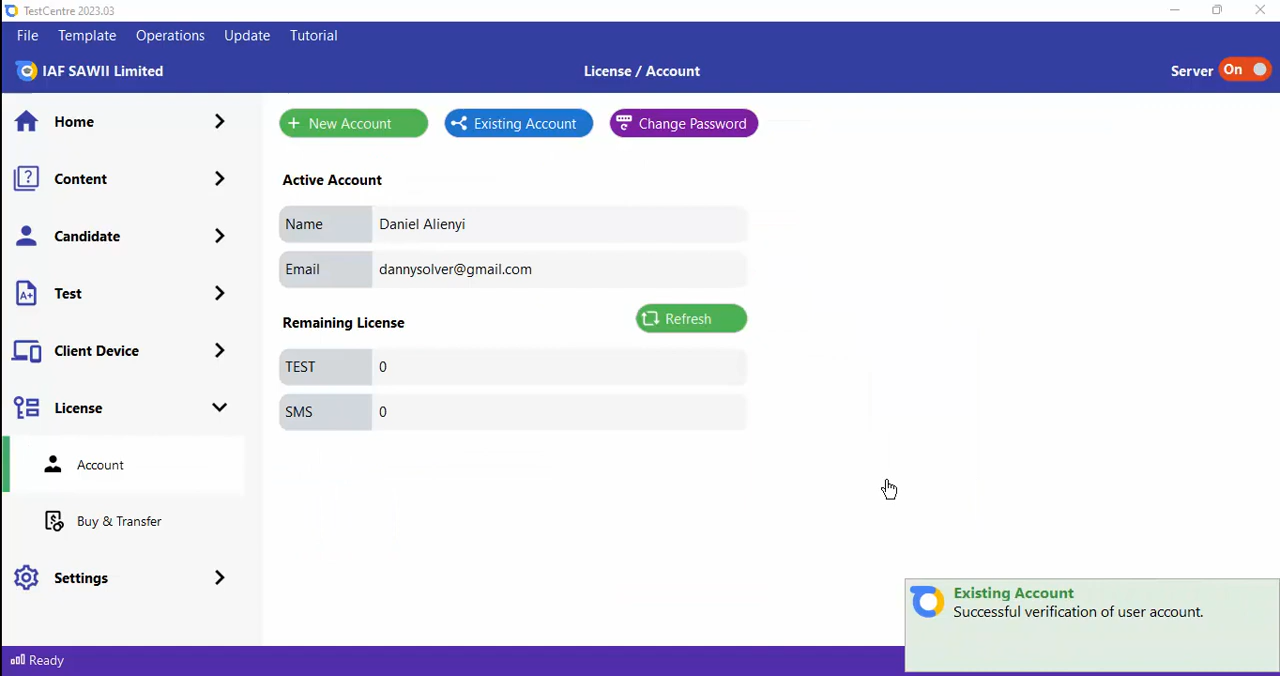 TestCentre 2023.03
File Template Operations Update Tutorial
IAF SAWII Limited License / Account Server On
Home
Content
Candidate
Test
Client Device
License
Account
Buy & Transfer
Settings
+ New Account Existing Account Change Password
Active Account
Name Daniel Alienyi
Email dannysolver@gmail.com
Remaining License Refresh
TEST 0
SMS 0
Existing Account
Successful verification of user account.
Ready